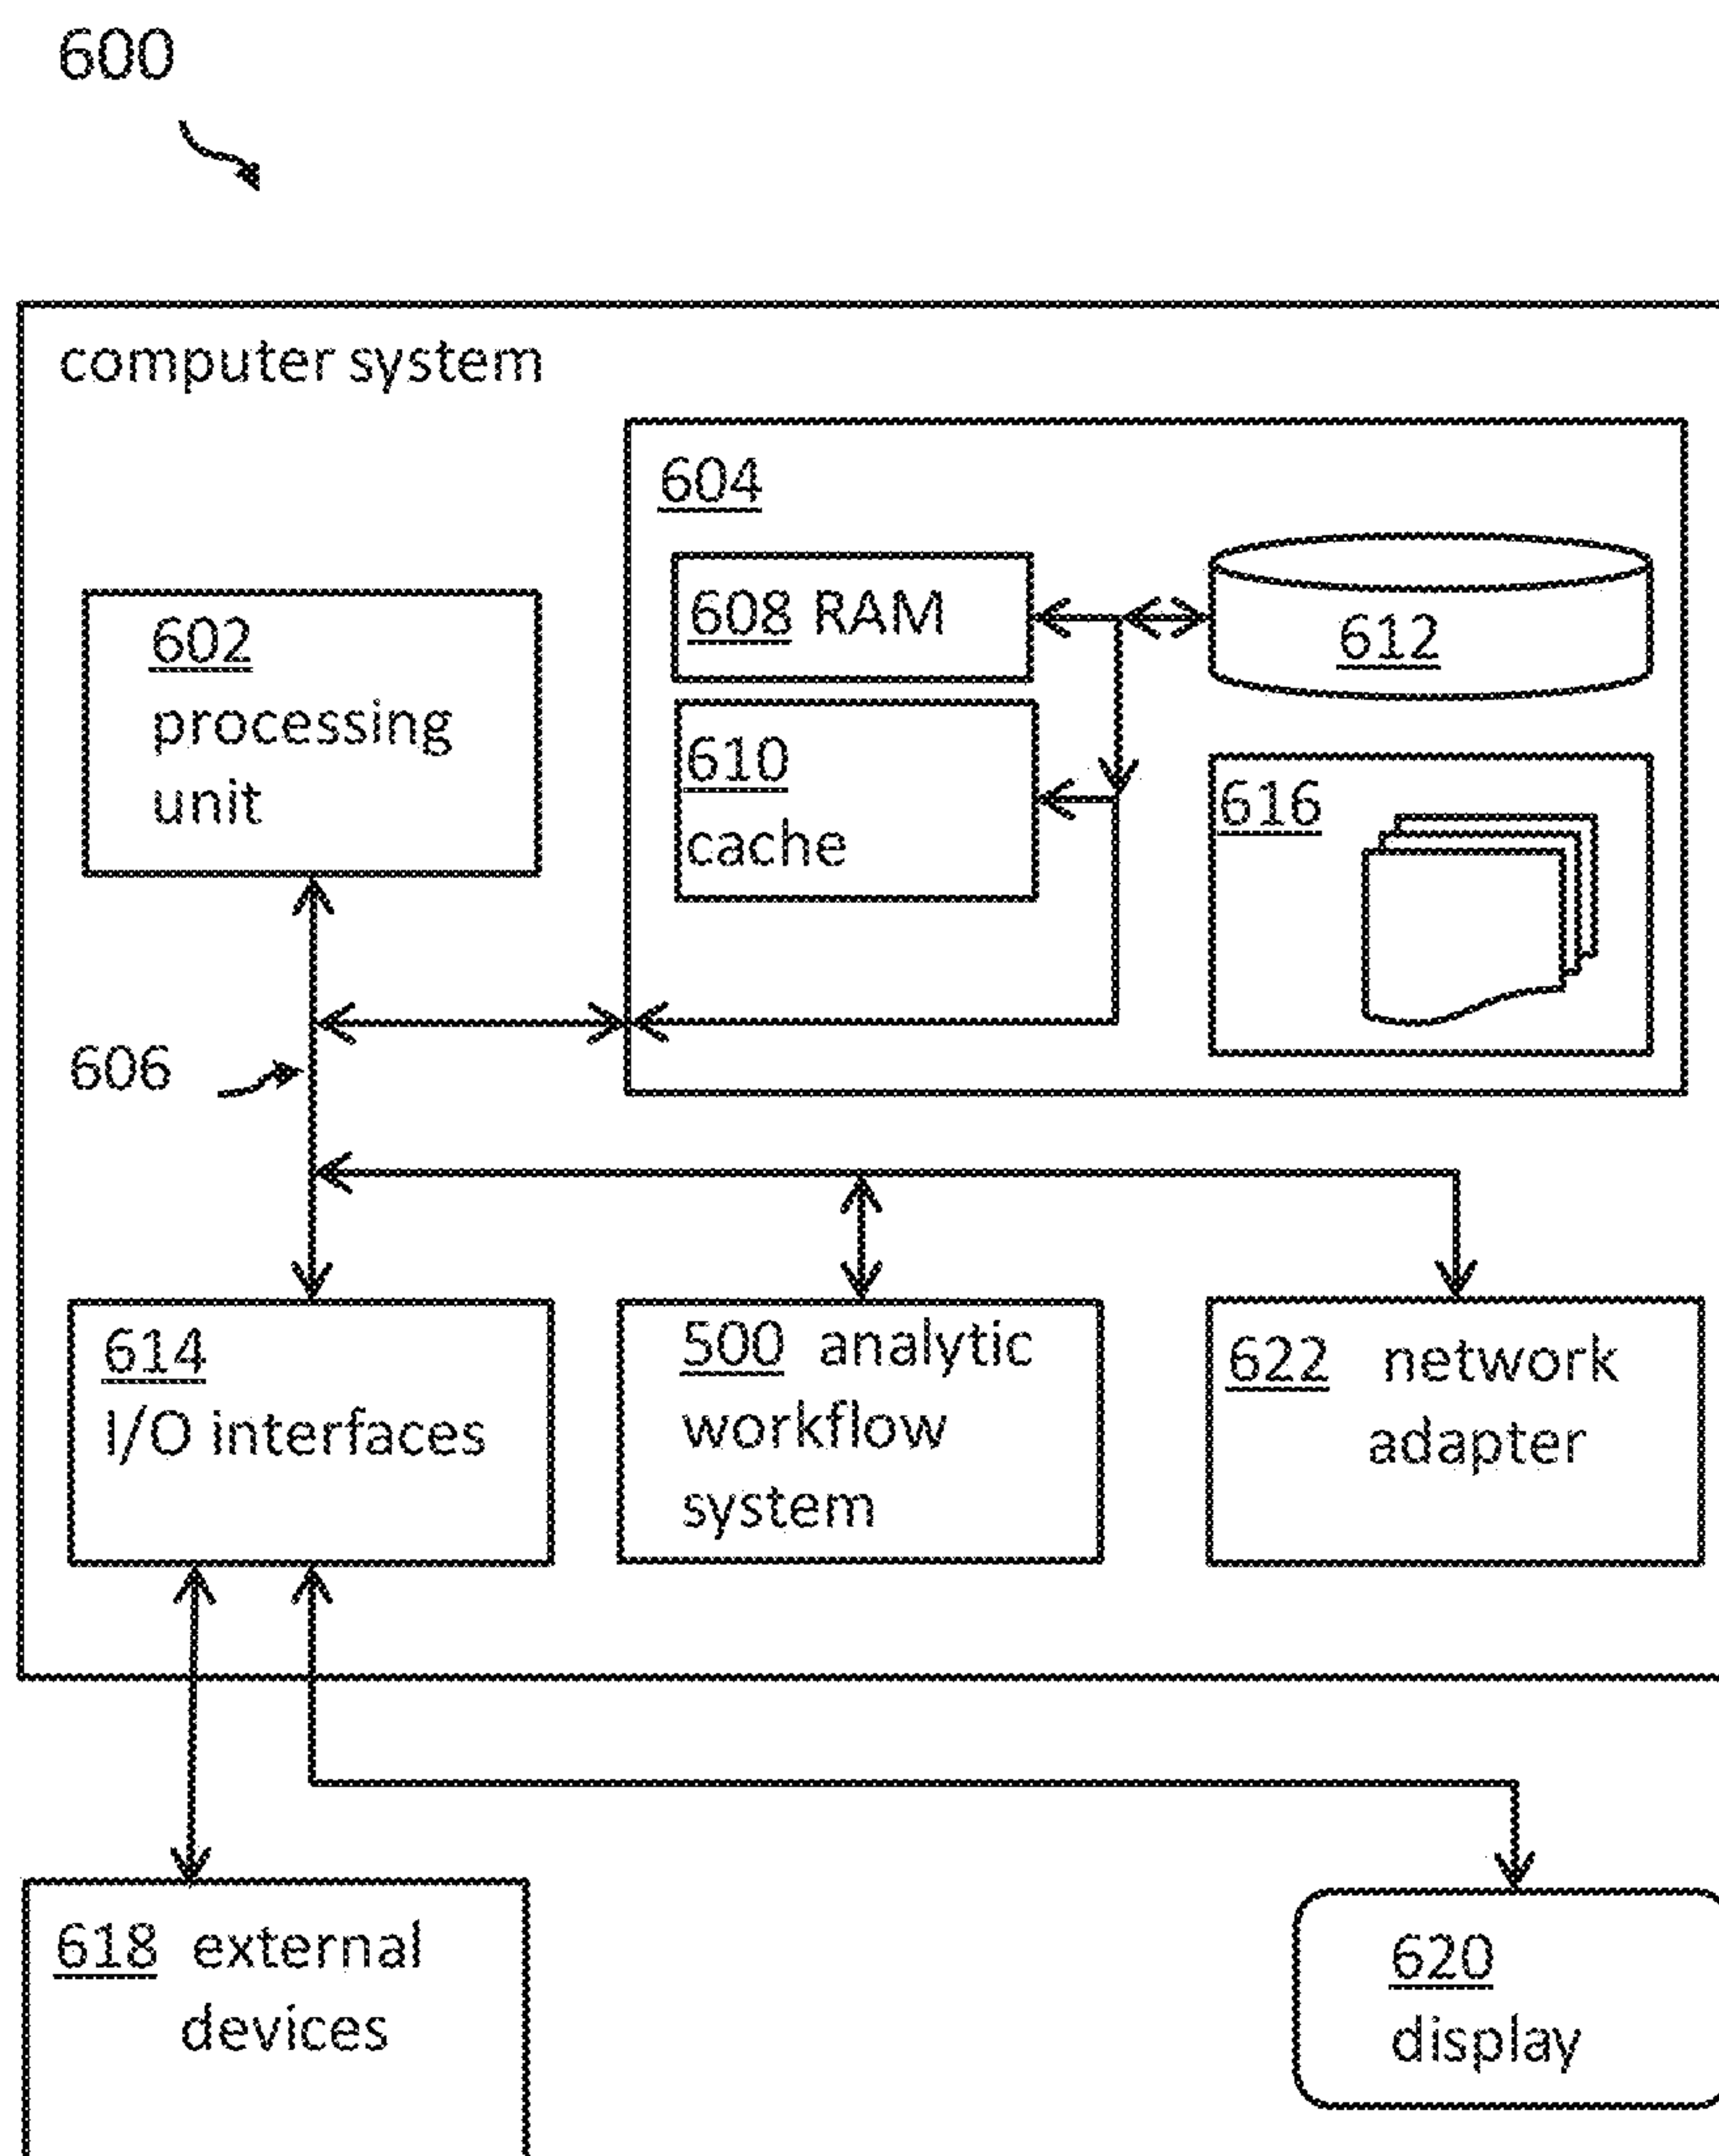 600
computer system
604
608 RAM
612
602
processing
unit
610
cache
616
606
614
I/O interfaces
500 analytic
workflow
system
622 network
adapter
618 external
devices
620
display